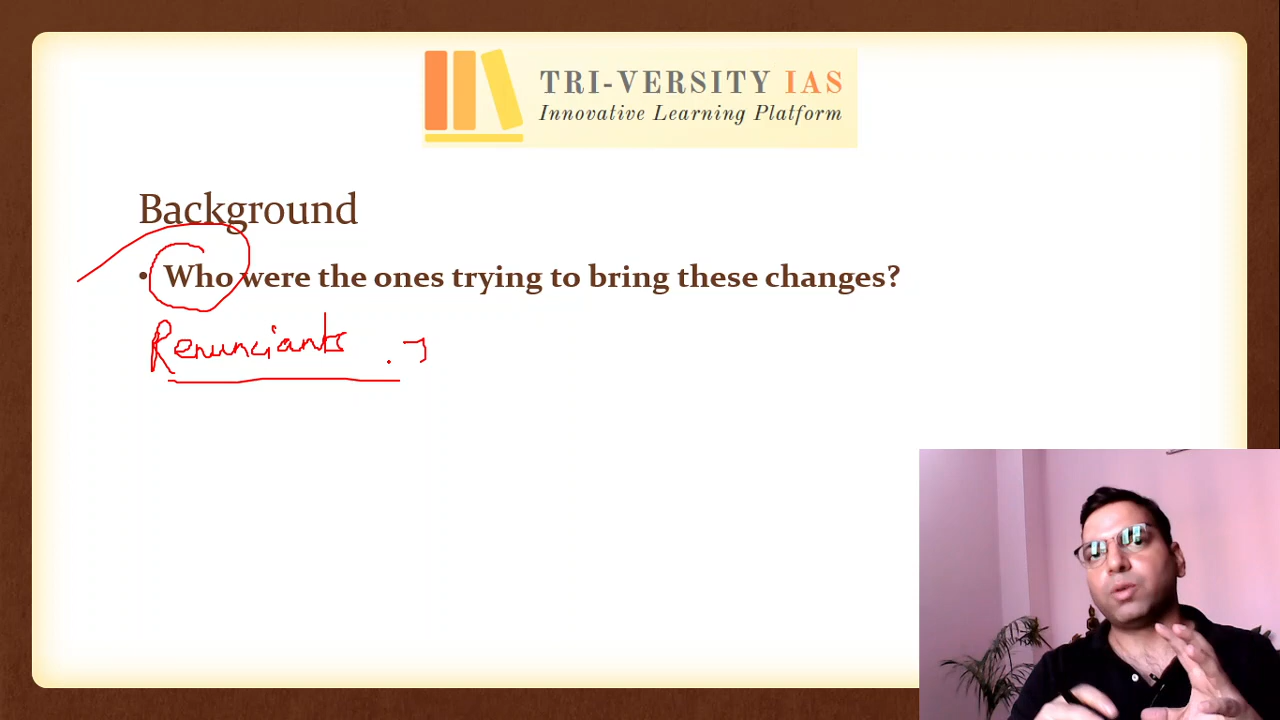 TRI-VERSITY IAS
Innovative Learning Platform
Background
• Who were the ones trying to bring these changes?
Renunciants